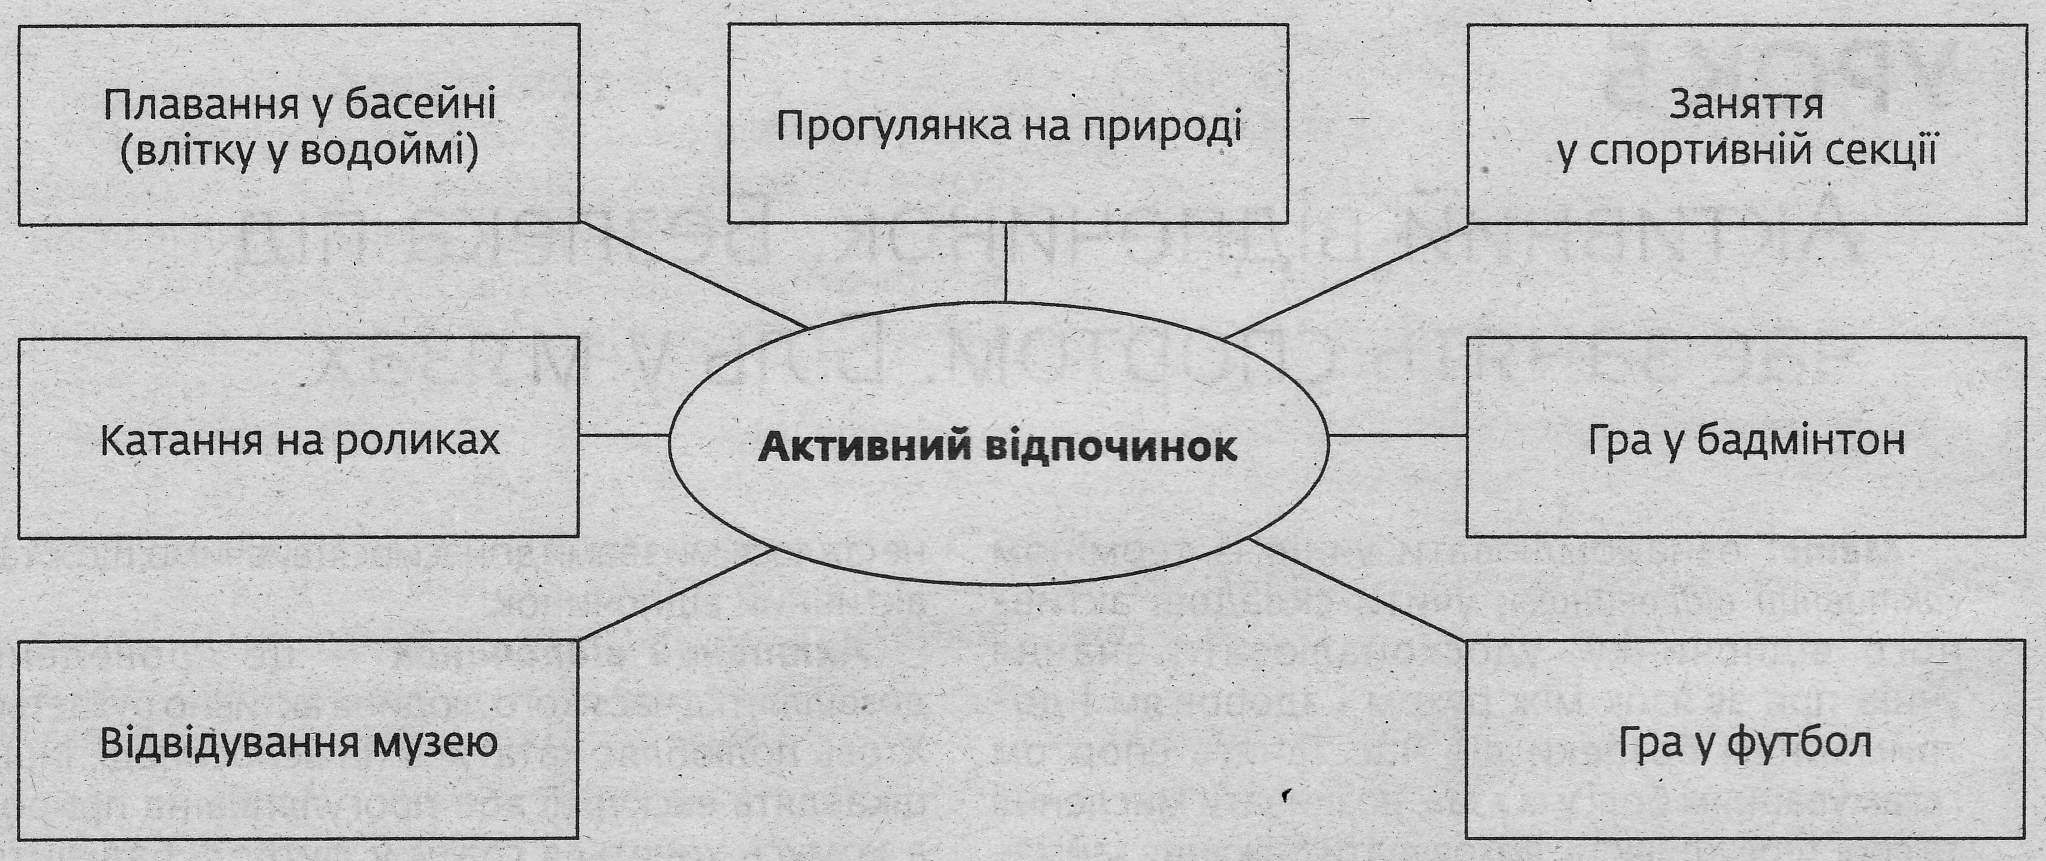 Плавання у басейні
(влітку у водоймі)
Прогулянка на природі
Заняття
у спортивній секції
Катання на роликах
Активний відпочинок
Гра у бадмінтон
Відвідування музею
Гра у футбол